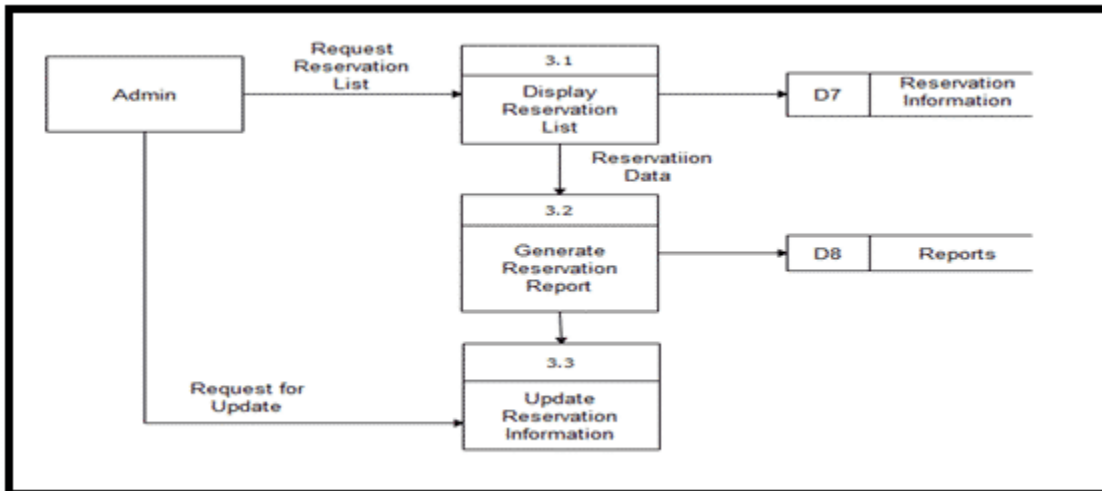 Admin
Request
Reservation
List
3.1
Display
Reservation
List
D7
Reservation
Information
Reservatiion
Data
3.2
Generate
Reservation
Report
D8
Reports
3.3
Update
Reservation
Information
Request for
Update